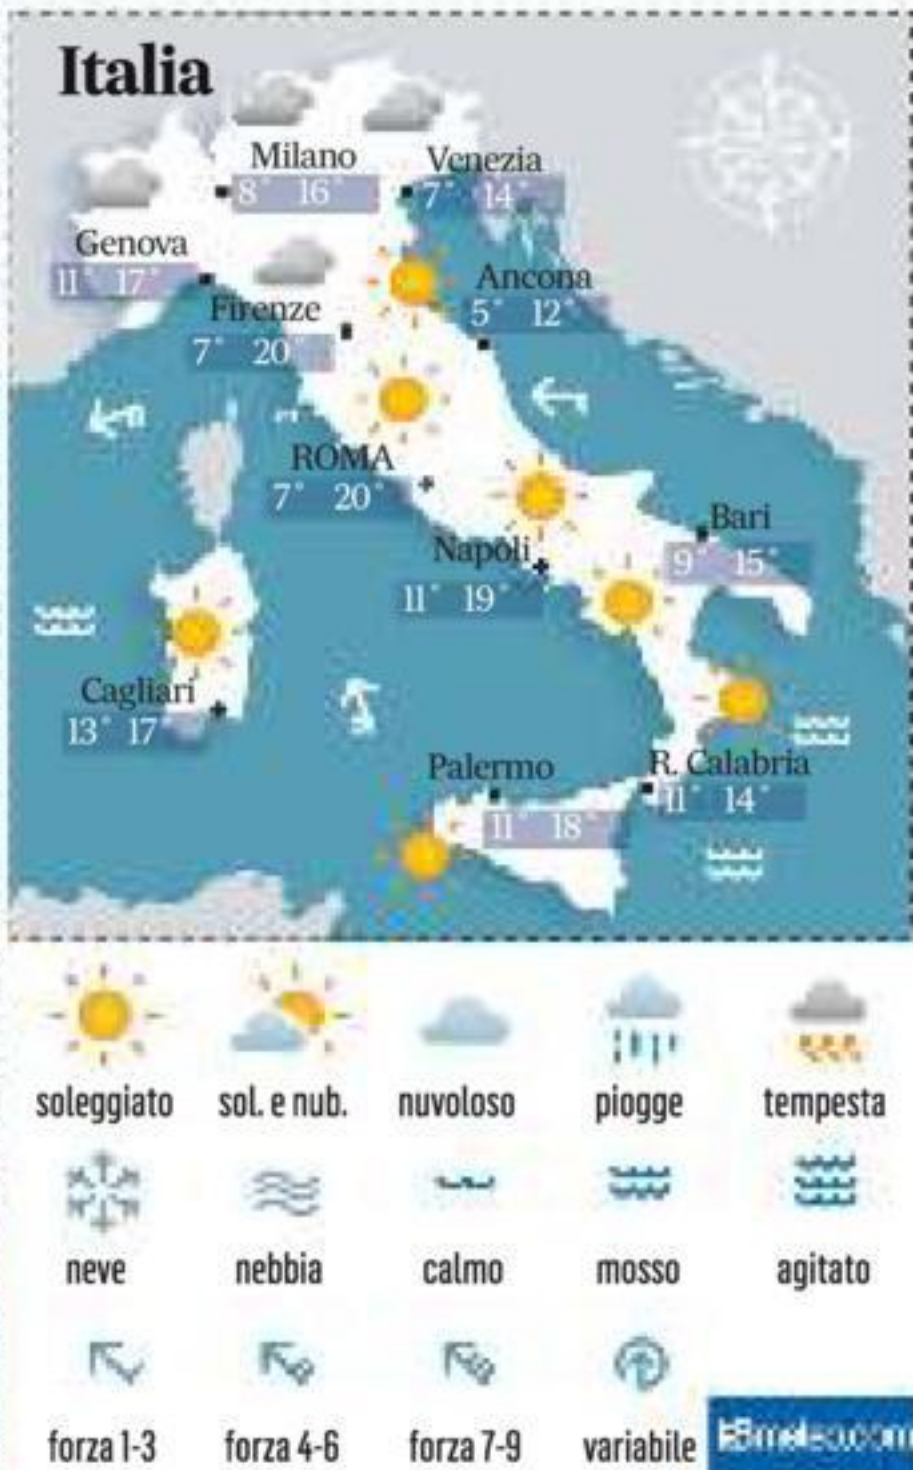 Italia
Milano
8° 16°
Venezia
7° 14°
Genova
11° 17°
Ancona
5° 12°
Firenze
7° 20°
ROMA
7° 20°
Bari
9° 15°
Napoli
11° 19°
Cagliari
13° 17°
Palermo
11° 18°
R. Calabria
11° 14°
soleggiato sol. e nub. nuvoloso piogge tempesta
neve nebbia calmo mosso agitato
forza 1-3 forza 4-6 forza 7-9 variabile